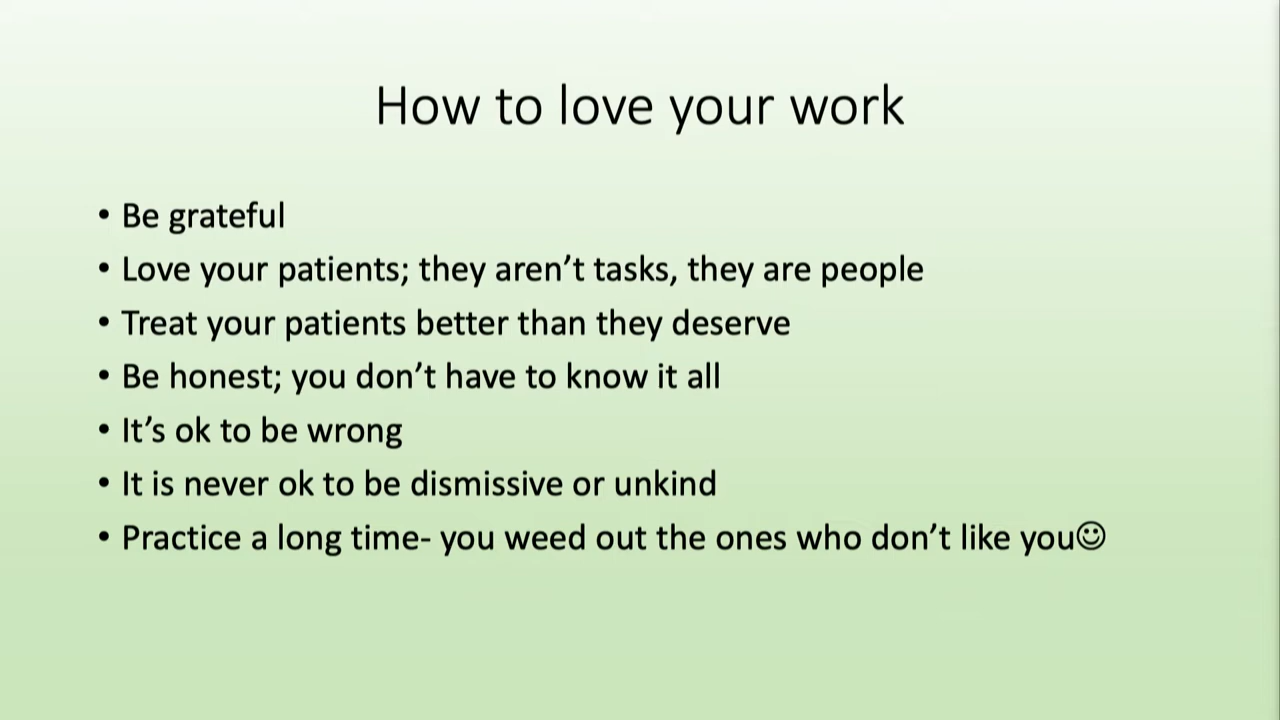 How to love your work
• Be grateful
• Love your patients; they aren’t tasks, they are people
• Treat your patients better than they deserve
• Be honest; you don’t have to know it all
• It’s ok to be wrong
• It is never ok to be dismissive or unkind
• Practice a long time- you weed out the ones who don’t like you☺